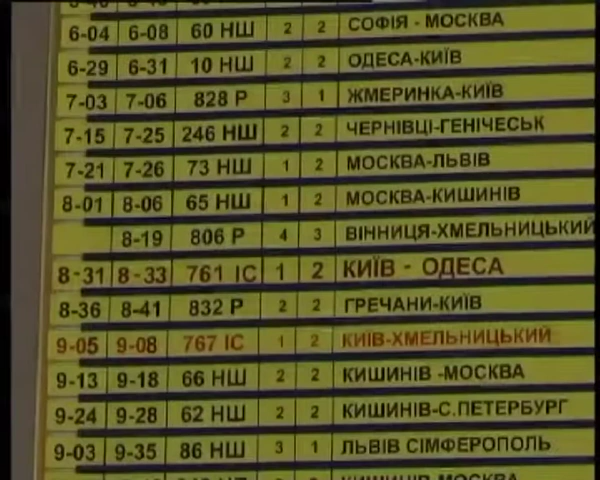 6-04 6-08 60 НШ 2 2 СОФІЯ - МОСКВА
6-29 6-31 10 НШ 2 2 ОДЕСА-КИЇВ
7-03 7-06 828 Р 3 1 ЖМЕРИНКА-КИЇВ
7-15 7-25 246 НШ 2 2 ЧЕРНІВЦІ-ГЕНІЧЕСЬК
7-21 7-26 73 НШ 1 2 МОСКВА-ЛЬВІВ
8-01 8-06 65 НШ 1 2 МОСКВА-КИШИНІВ
8-19 806 Р 4 3 ВІННИЦЯ-ХМЕЛЬНИЦЬКИЙ
8-31 8-33 761 ІС 1 2 КИЇВ - ОДЕСА
8-36 8-41 832 Р 2 2 ГРЕЧАНИ-КИЇВ
9-05 9-08 767 ІС 1 2 КИЇВ-ХМЕЛЬНИЦЬКИЙ
9-13 9-18 66 НШ 2 2 КИШИНІВ -МОСКВА
9-24 9-28 62 НШ 2 2 КИШИНІВ-С.ПЕТЕРБУРГ
9-03 9-35 86 НШ 3 1 ЛЬВІВ СІМФЕРОПОЛЬ
КИШИНІВ-МОСКВА